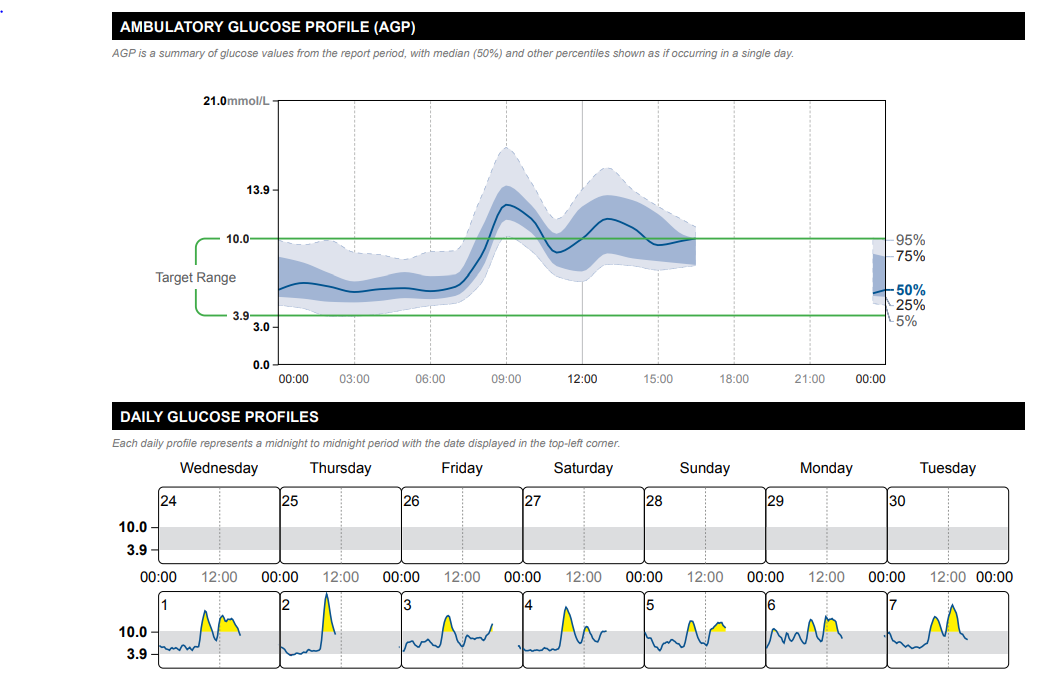 AMBULATORY GLUCOSE PROFILE (AGP)
AGP is a summary of glucose values from the report period, with median (50%) and other percentiles shown as if occurring in a single day.
21.0 mmol/L
13.9
10.0
95%
75%
Target Range
50%
25%
3.9
5%
3.0
0.0
00:00 03:00 06:00 09:00 12:00 15:00 18:00 21:00 00:00
DAILY GLUCOSE PROFILES
Each daily profile represents a midnight to midnight period with the date displayed in the top-left corner.
Wednesday Thursday Friday Saturday Sunday Monday Tuesday
24 25 26 27 28 29 30
10.0
3.9
00:00 12:00 00:00 12:00 00:00 12:00 00:00 12:00 00:00 12:00 00:00 12:00 00:00 12:00 00:00
1 2 3 4 5 6 7
10.0
3.9